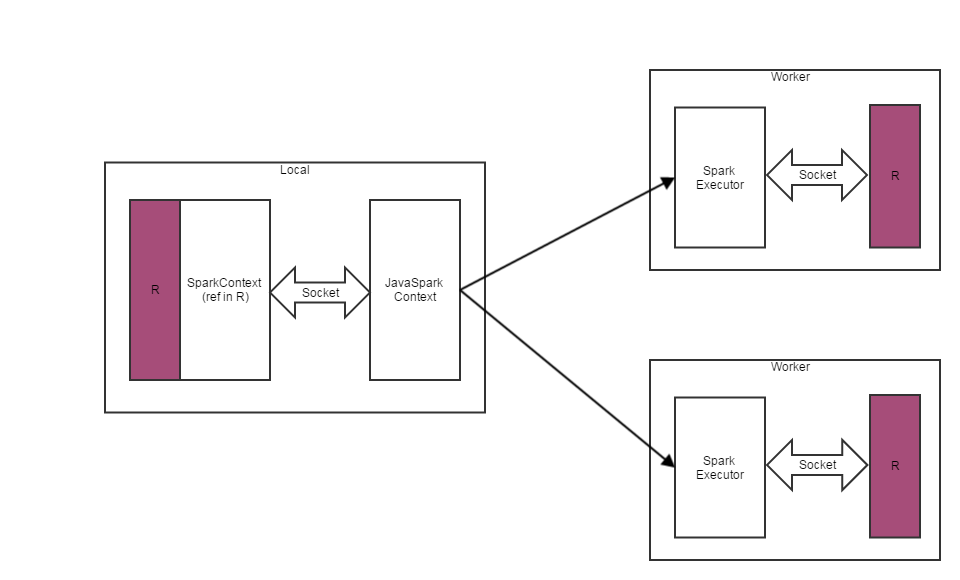 Local
R
SparkContext
(ref in R)
Socket
JavaSpark
Context
Worker
Spark
Executor
Socket
R
Worker
Spark
Executor
Socket
R